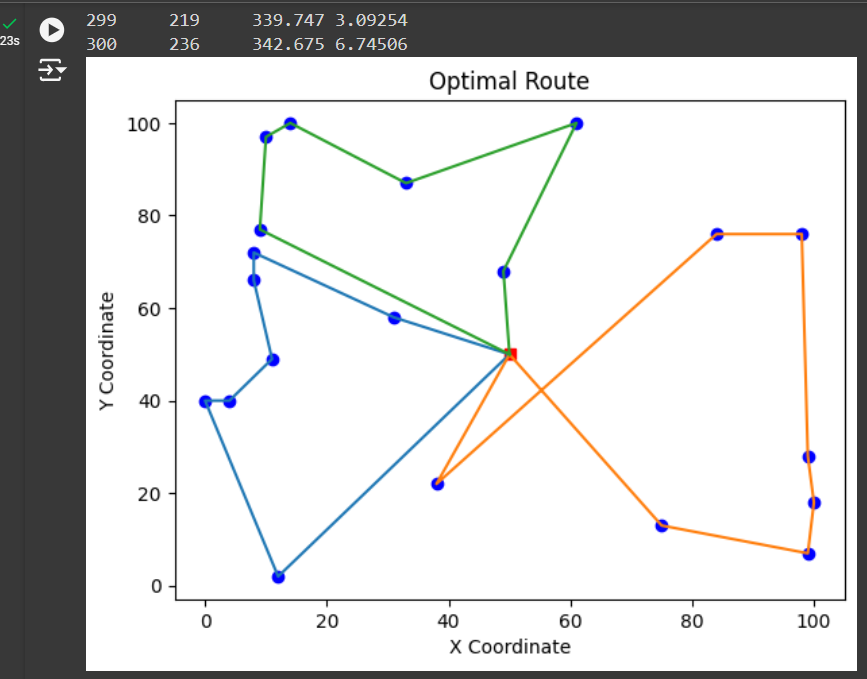 299 219 339.747 3.09254
23s
300 236 342.675 6.74506
Optimal Route
100
80
60
40
20
0
Y Coordinate
0 20 40 60 80 100
X Coordinate